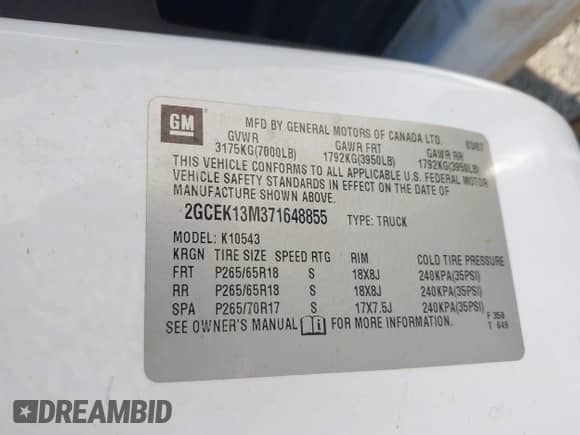 GM
MFD BY GENERAL MOTORS OF CANADA LTD. 03/07
GVWR GAWR FRT GAWR RR
3175KG(7000LB) 1792KG(3950LB) 1792KG(3950LB)
THIS VEHICLE CONFORMS TO ALL APPLICABLE U.S. FEDERAL MOTOR
VEHICLE SAFETY STANDARDS IN EFFECT ON THE DATE OF
MANUFACTURE SHOWN ABOVE.
2GCEK13M371648855 TYPE: TRUCK
MODEL: K10543
KRGN TIRE SIZE SPEED RTG RIM COLD TIRE PRESSURE
FRT P265/65R18 S 18X8J 240KPA(35PSI)
RR P265/65R18 S 18X8J 240KPA(35PSI)
SPA P265/70R17 S 17X7.5J 240KPA(35PSI)
SEE OWNER'S MANUAL FOR MORE INFORMATION. F 350
T 049
DREAMBID